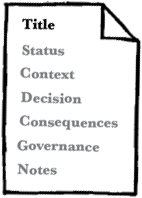 Title
Status
Context
Decision
Consequences
Governance
Notes